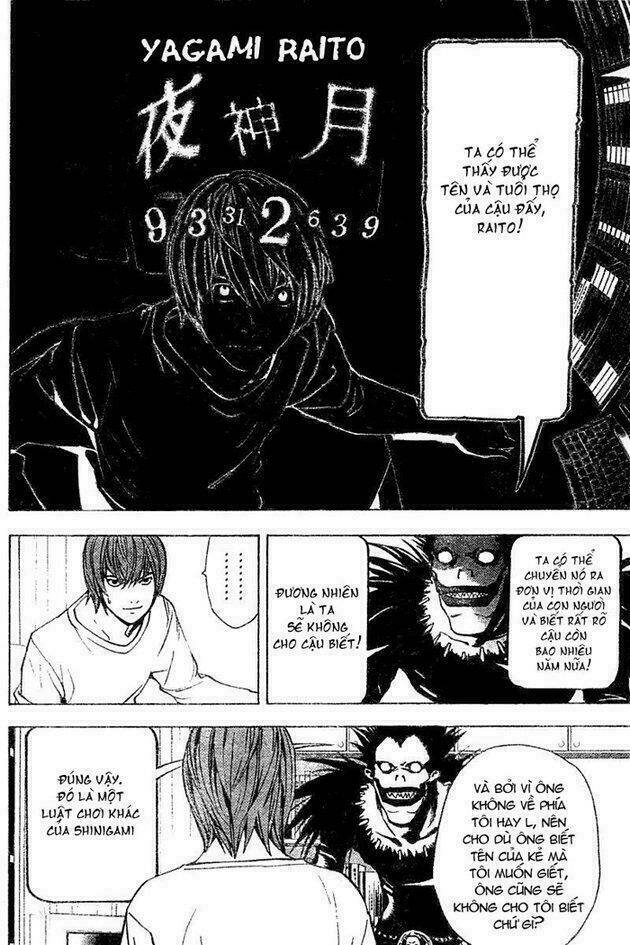 YAGAMI RAITO
夜神月
93 31 2 6 3 9
TA CÓ THỂ
THẤY ĐƯỢC
TÊN VÀ TUỔI THỌ
CỦA CẬU ĐẤY,
RAITO!
TA CÓ THỂ
CHUYỂN NÓ RA
ĐƠN VỊ THỜI GIAN
CỦA CON NGƯỜI
VÀ BIẾT RẤT RÕ
CẬU CÒN
BAO NHIÊU
NĂM NỮA!
ĐƯƠNG NHIÊN
LÀ TA
SẼ KHÔNG
CHO CẬU BIẾT!
VÀ BỞI VÌ ÔNG
KHÔNG VỀ PHÍA
TÔI HAY L, NÊN
CHO DÙ ÔNG BIẾT
TÊN CỦA KẺ MÀ
TÔI MUỐN GIẾT,
ÔNG CŨNG SẼ
KHÔNG CHO TÔI BIẾT
CHỨ GÌ?
ĐÚNG VẬY.
ĐÓ LÀ MỘT
LUẬT CHƠI KHÁC
CỦA SHINIGAMI